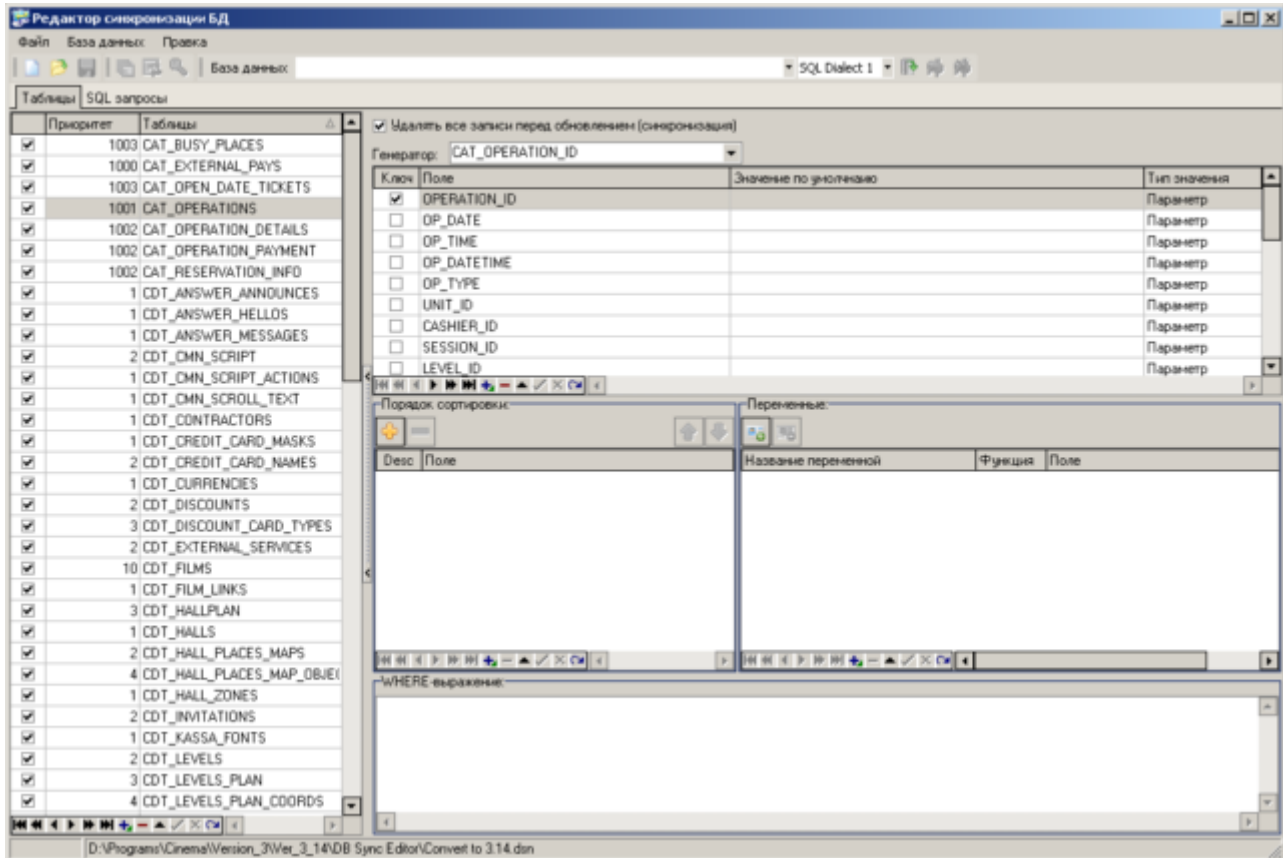 Редактор синхронизации БД
Файл База данных Правка
База данных: SQL Dialect 1
Таблицы SQL запросы
Приоритет Таблицы
1003 CAT_BUSY_PLACES
1000 CAT_EXTERNAL_PAYS
1003 CAT_OPEN_DATE_TICKETS
1001 CAT_OPERATIONS
1002 CAT_OPERATION_DETAILS
1002 CAT_OPERATION_PAYMENT
1002 CAT_RESERVATION_INFO
1 CDT_ANSWER_ANNOUNCES
1 CDT_ANSWER_HELLOS
1 CDT_ANSWER_MESSAGES
2 CDT_CMN_SCRIPT
1 CDT_CMN_SCRIPT_ACTIONS
1 CDT_CMN_SCROLL_TEXT
1 CDT_CONTRACTORS
1 CDT_CREDIT_CARD_MASKS
2 CDT_CREDIT_CARD_NAMES
1 CDT_CURRENCIES
2 CDT_DISCOUNTS
3 CDT_DISCOUNT_CARD_TYPES
2 CDT_EXTERNAL_SERVICES
10 CDT_FILMS
1 CDT_FILM_LINKS
3 CDT_HALLPLAN
1 CDT_HALLS
2 CDT_HALL_PLACES_MAPS
4 CDT_HALL_PLACES_MAP_OBJE(
1 CDT_HALL_ZONES
2 CDT_INVITATIONS
1 CDT_KASSA_FONTS
2 CDT_LEVELS
3 CDT_LEVELS_PLAN
4 CDT_LEVELS_PLAN_COORDS
Удалять все записи перед обновлением (синхронизация)
Генератор: CAT_OPERATION_ID
Ключ Поле Значение по умолчанию Тип значения
OPERATION_ID Параметр
OP_DATE Параметр
OP_TIME Параметр
OP_DATETIME Параметр
OP_TYPE Параметр
UNIT_ID Параметр
CASHIER_ID Параметр
SESSION_ID Параметр
LEVEL_ID Параметр
Порядок сортировки:
Desc Поле
Переменные:
Название переменной Функция Поле
WHERE выражение:
D:\Programs\Cinema\Version_3\Ver_3_14\DB Sync Editor\Convert to 3.14.dsn